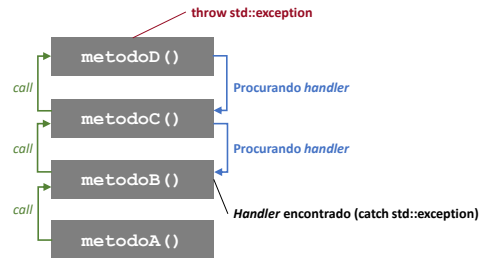 throw std::exception
metodoD()
call
Procurando handler
metodoC()
call
Procurando handler
metodoB()
call
Handler encontrado (catch std::exception)
metodoA()